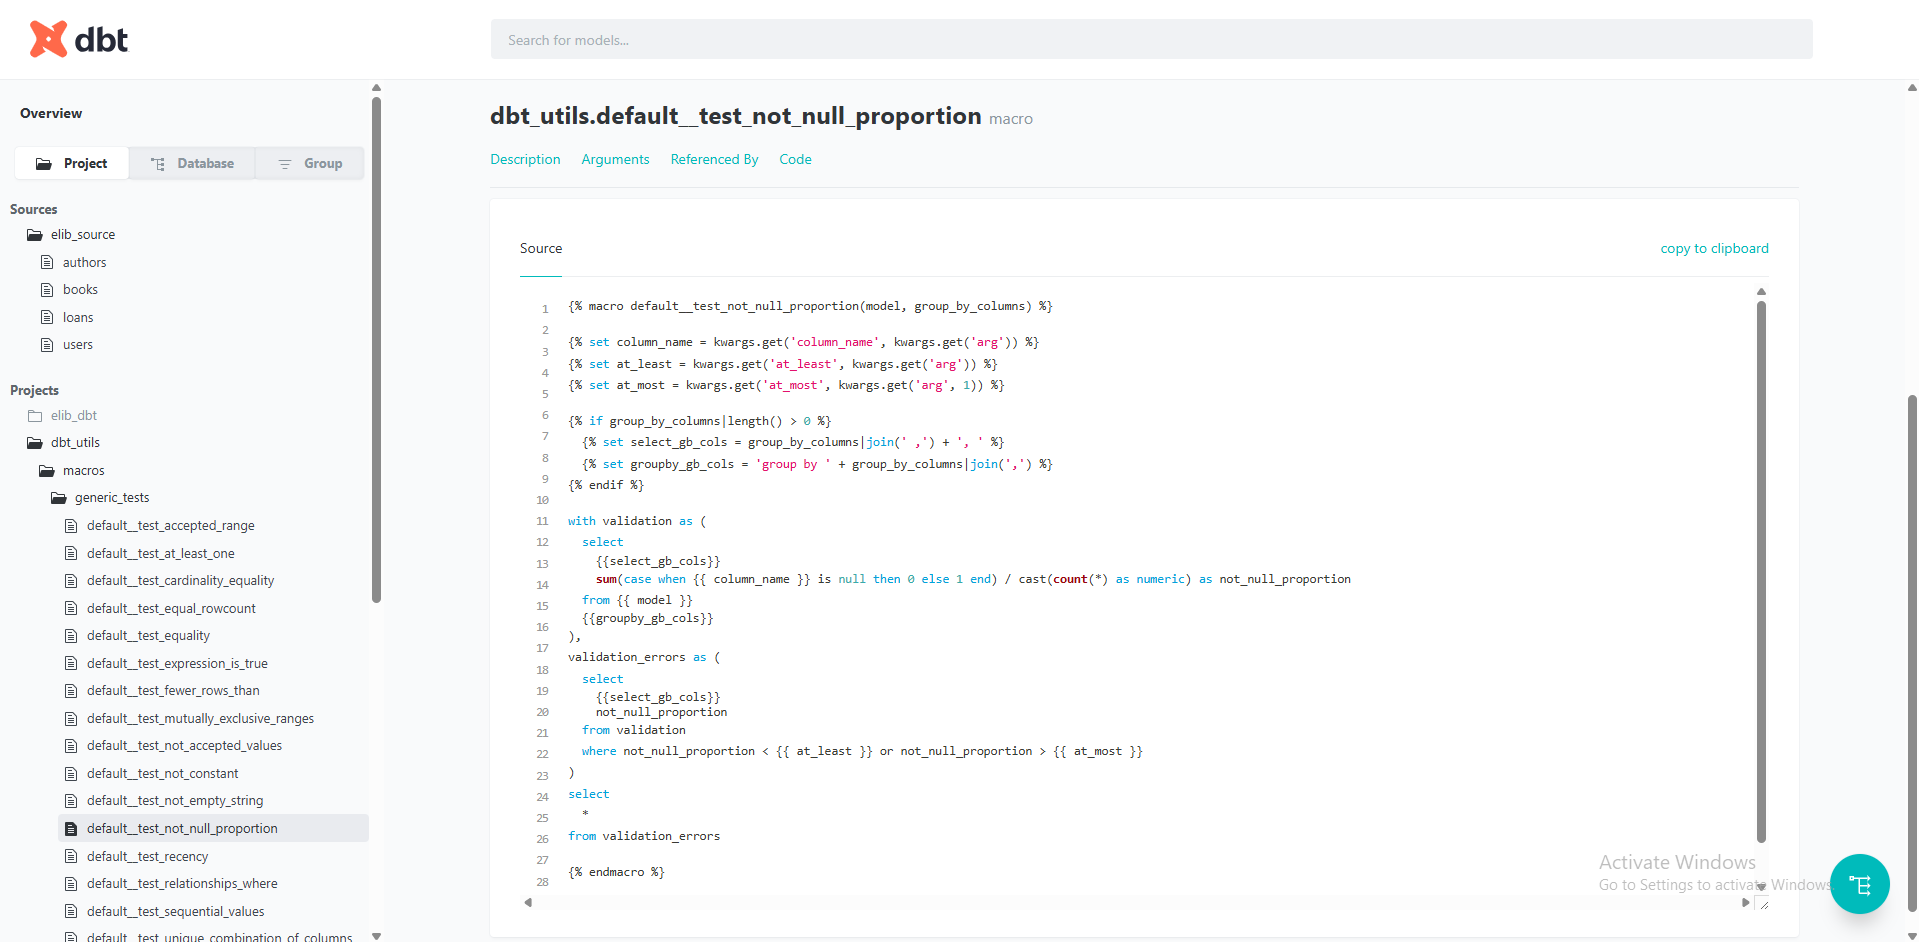 dbt
Search for models...
Overview
Project
Database
Group
Sources
elib_source
authors
books
loans
users
Projects
elib_dbt
dbt_utils
macros
generic_tests
default__test_accepted_range
default__test_at_least_one
default__test_cardinality_equality
default__test_equal_rowcount
default__test_equality
default__test_expression_is_true
default__test_fewer_rows_than
default__test_mutually_exclusive_ranges
default__test_not_accepted_values
default__test_not_constant
default__test_not_empty_string
default__test_not_null_proportion
default__test_recency
default__test_relationships_where
default__test_sequential_values
default__test_unique_combination_of_columns
dbt_utils.default__test_not_null_proportion macro
Description Arguments Referenced By Code
Source
copy to clipboard
1 {% macro default__test_not_null_proportion(model, group_by_columns) %}
2
3 {% set column_name = kwargs.get('column_name', kwargs.get('arg')) %}
4 {% set at_least = kwargs.get('at_least', kwargs.get('arg')) %}
5 {% set at_most = kwargs.get('at_most', kwargs.get('arg', 1)) %}
6
7 {% if group_by_columns|length() > 0 %}
8 {% set select_gb_cols = group_by_columns|join(' ,') + ', ' %}
9 {% set groupby_gb_cols = 'group by ' + group_by_columns|join(',') %}
10 {% endif %}
11
12 with validation as (
13 select
14 {{select_gb_cols}}
15 sum(case when {{ column_name }} is null then 0 else 1 end) / cast(count(*) as numeric) as not_null_proportion
16 from {{ model }}
17 {{groupby_gb_cols}}
18 ),
19 validation_errors as (
20 select
21 {{select_gb_cols}}
22 not_null_proportion
23 from validation
24 where not_null_proportion < {{ at_least }} or not_null_proportion > {{ at_most }}
25 )
26 select
27 *
28 from validation_errors
{% endmacro %}
Activate Windows
Go to Settings to activate Windows.